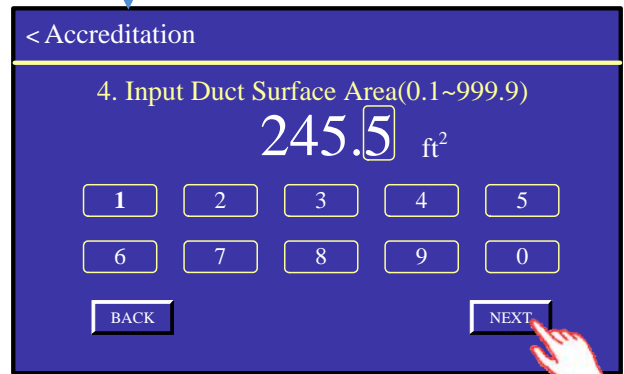 < Accreditation
4. Input Duct Surface Area(0.1~999.9)
245.5 ft²
1 2 3 4 5
6 7 8 9 0
BACK NEXT